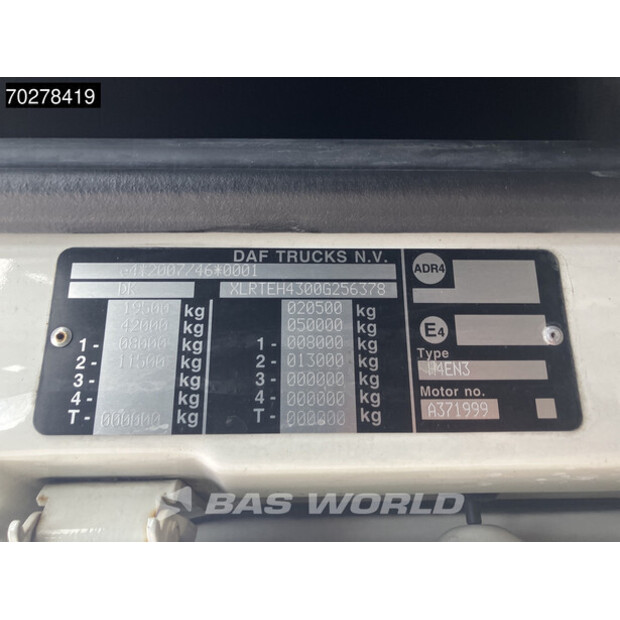 70278419
DAF TRUCKS N.V.
e4*2007/46*0001
DK XLRTEH4300G256378
19500 kg 020500 kg
42000 kg 050000 kg
1- 08000 kg 1- 008000 kg
2- 11500 kg 2- 013000 kg
3- kg 3- 000000 kg
4- kg 4- 000000 kg
T- 000000 kg T- 000000 kg
ADR4
E4
Type
H4EN3
Motor no.
A371999
BAS WORLD